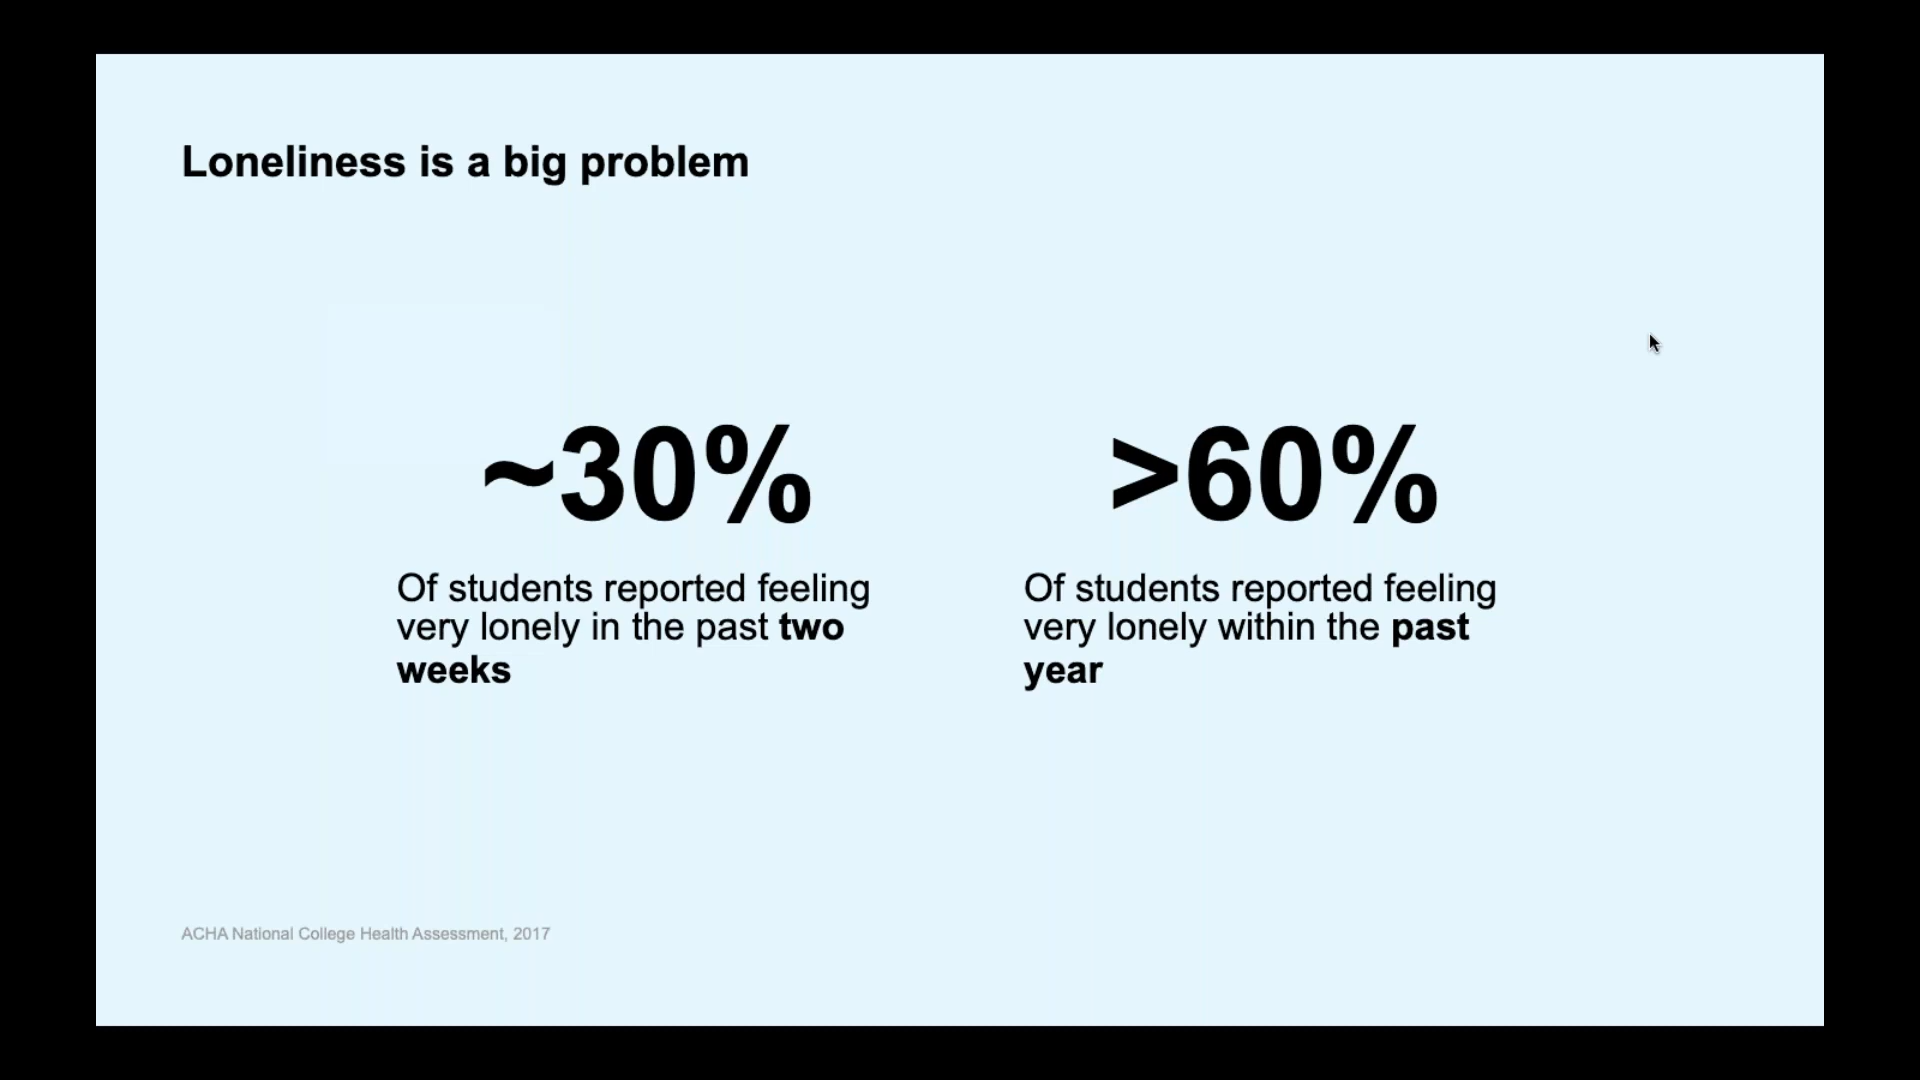 Loneliness is a big problem
~30%
Of students reported feeling
very lonely in the past two
weeks
>60%
Of students reported feeling
very lonely within the past
year
ACHA National College Health Assessment, 2017